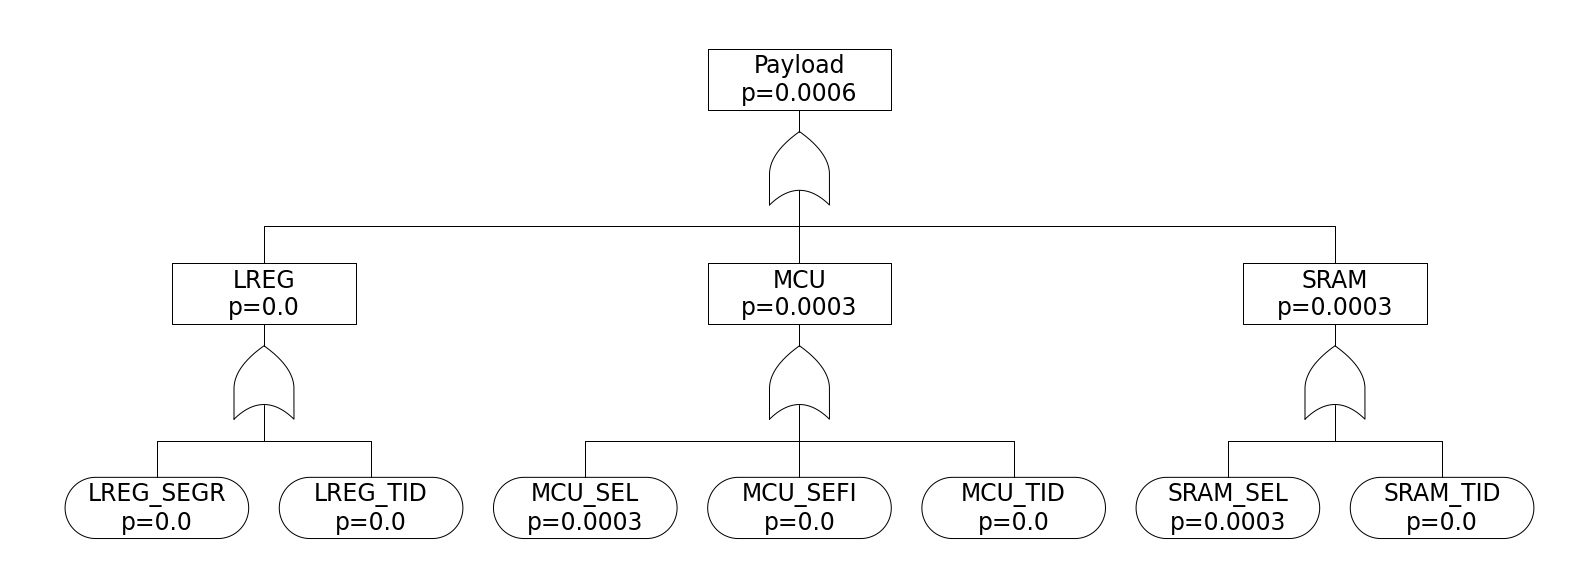 Payload
p=0.0006
LREG
p=0.0
MCU
p=0.0003
SRAM
p=0.0003
LREG_SEGR
p=0.0
LREG_TID
p=0.0
MCU_SEL
p=0.0003
MCU_SEFI
p=0.0
MCU_TID
p=0.0
SRAM_SEL
p=0.0003
SRAM_TID
p=0.0